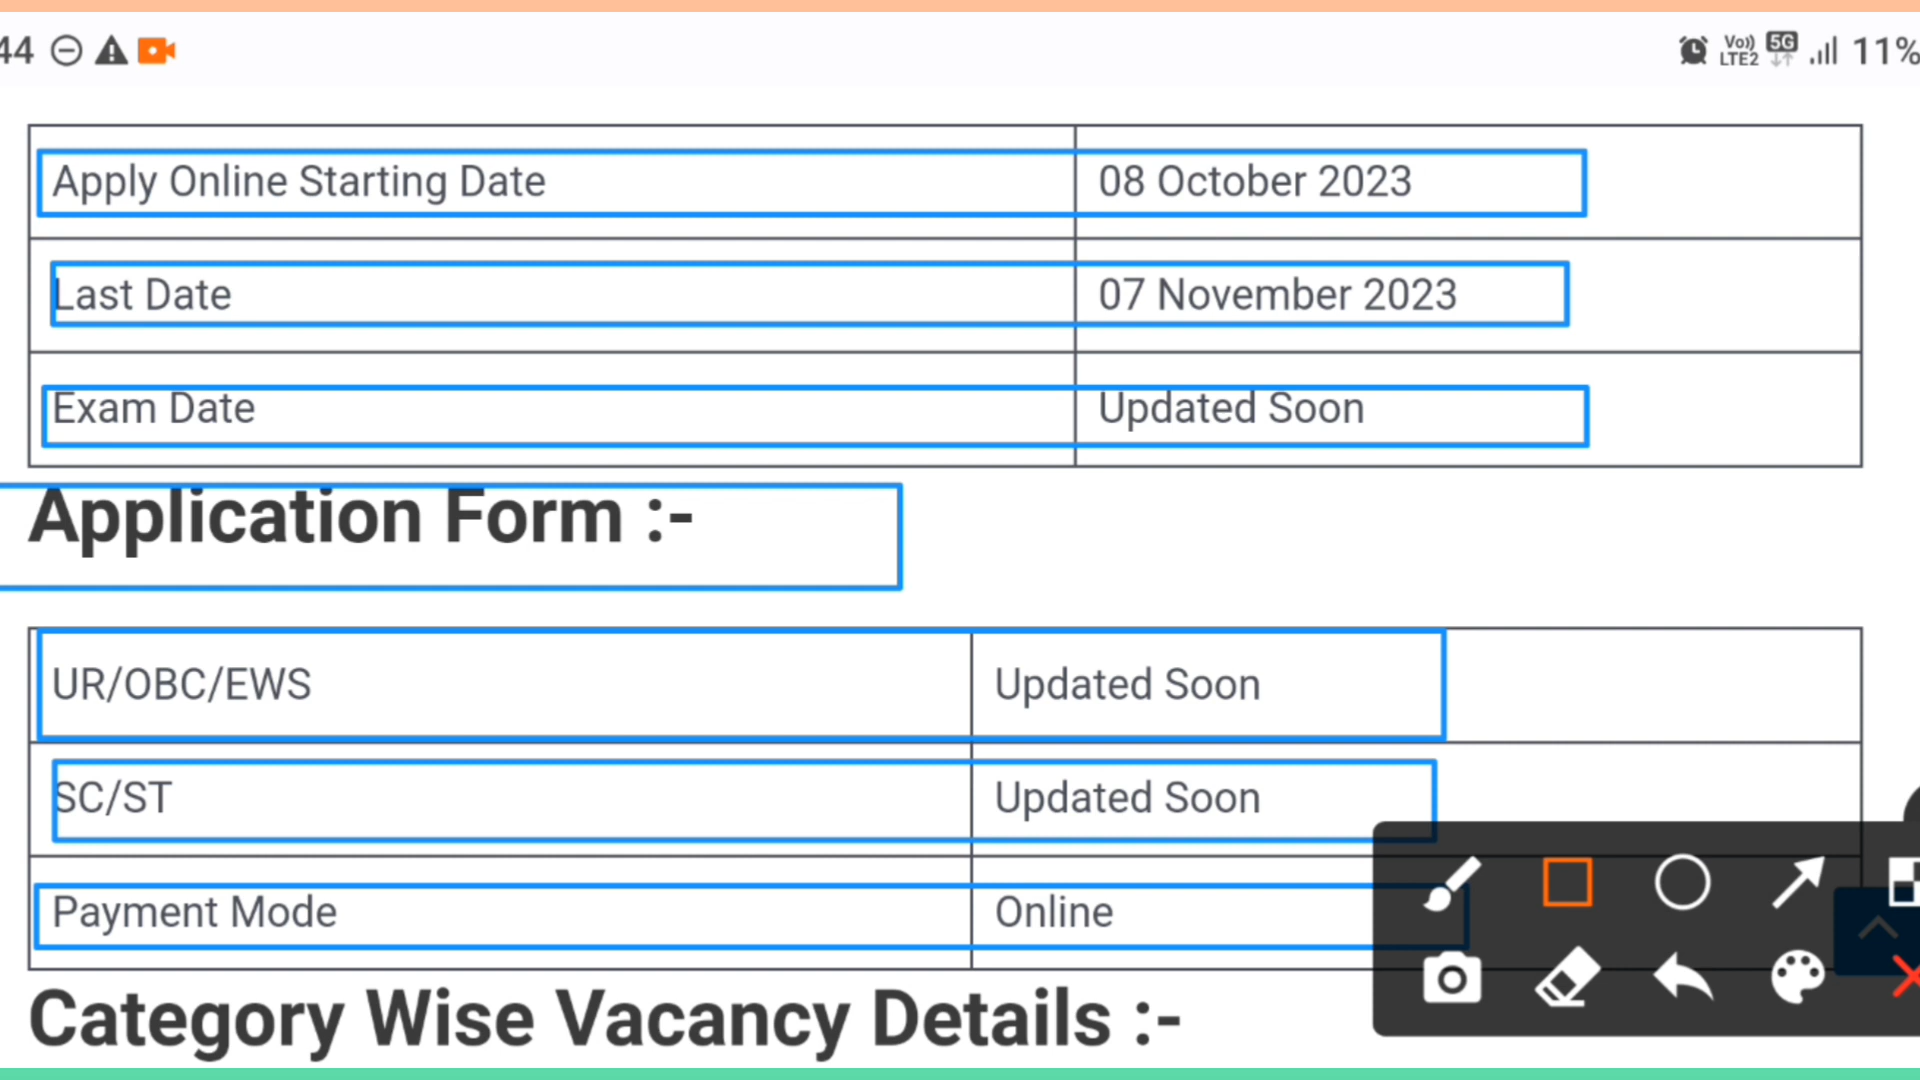 44 11%
Vo)) LTE2 5G
Apply Online Starting Date 08 October 2023
Last Date 07 November 2023
Exam Date Updated Soon
Application Form :-
UR/OBC/EWS Updated Soon
SC/ST Updated Soon
Payment Mode Online
Category Wise Vacancy Details :-